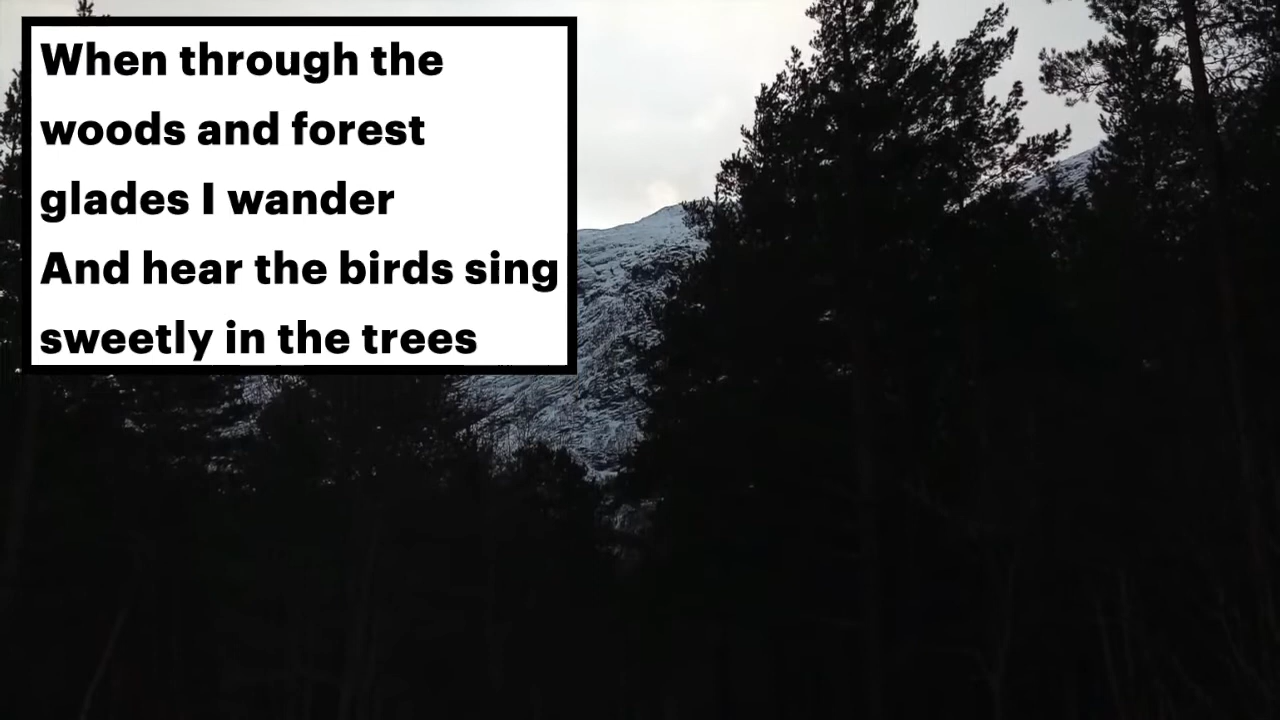 When through the
woods and forest
glades I wander
And hear the birds sing
sweetly in the trees